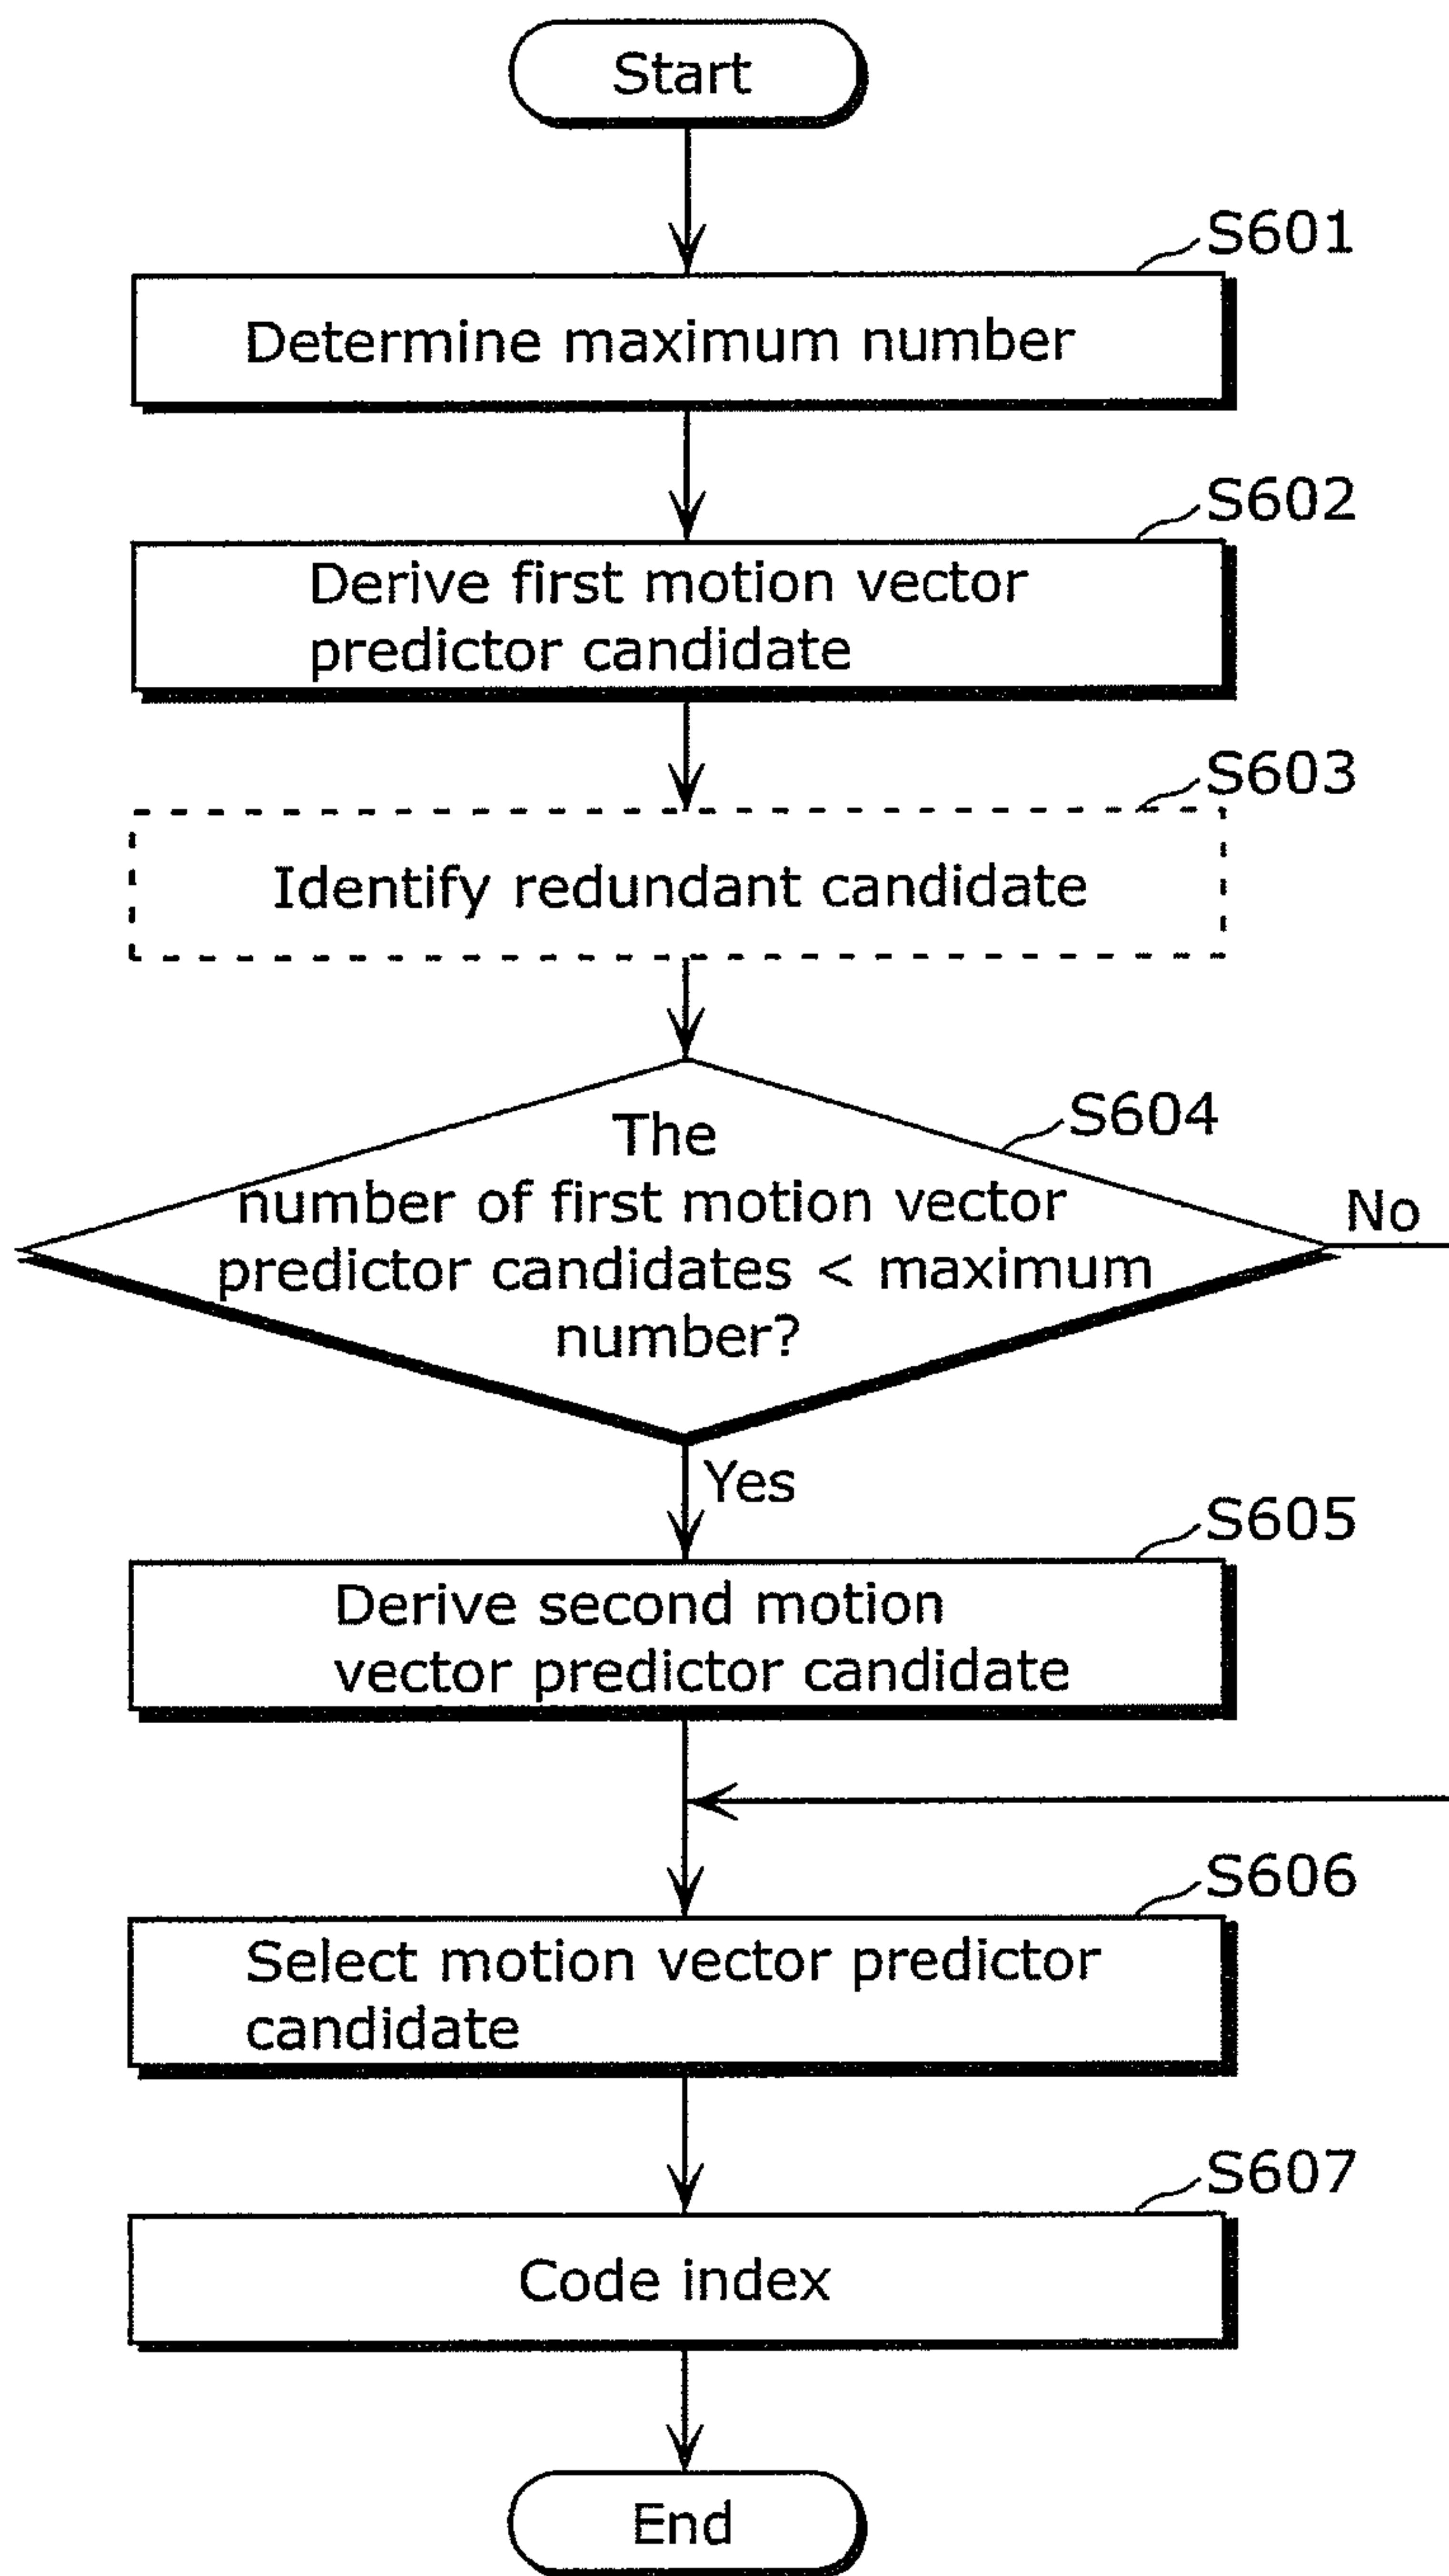 Start
S601
Determine maximum number
S602
Derive first motion vector
predictor candidate
S603
Identify redundant candidate
S604
The
number of first motion vector
predictor candidates < maximum
number?
No
Yes
S605
Derive second motion
vector predictor candidate
S606
Select motion vector predictor
candidate
S607
Code index
End